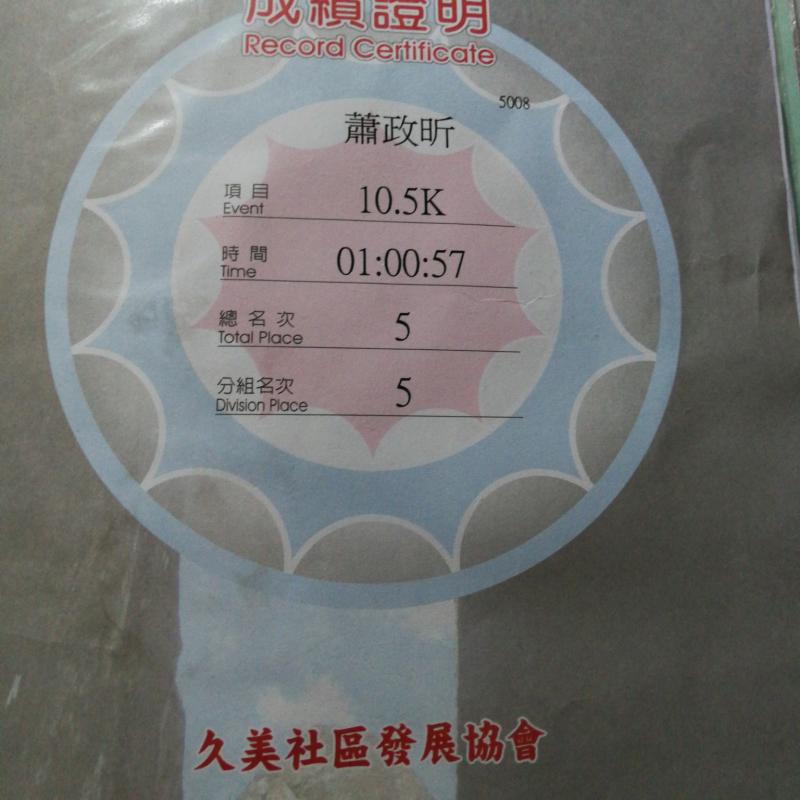 成績證明
Record Certificate
5008
蕭政昕
項目 10.5K
Event
時間 01:00:57
Time
總名次 5
Total Place
分組名次 5
Division Place
久美社區發展協會